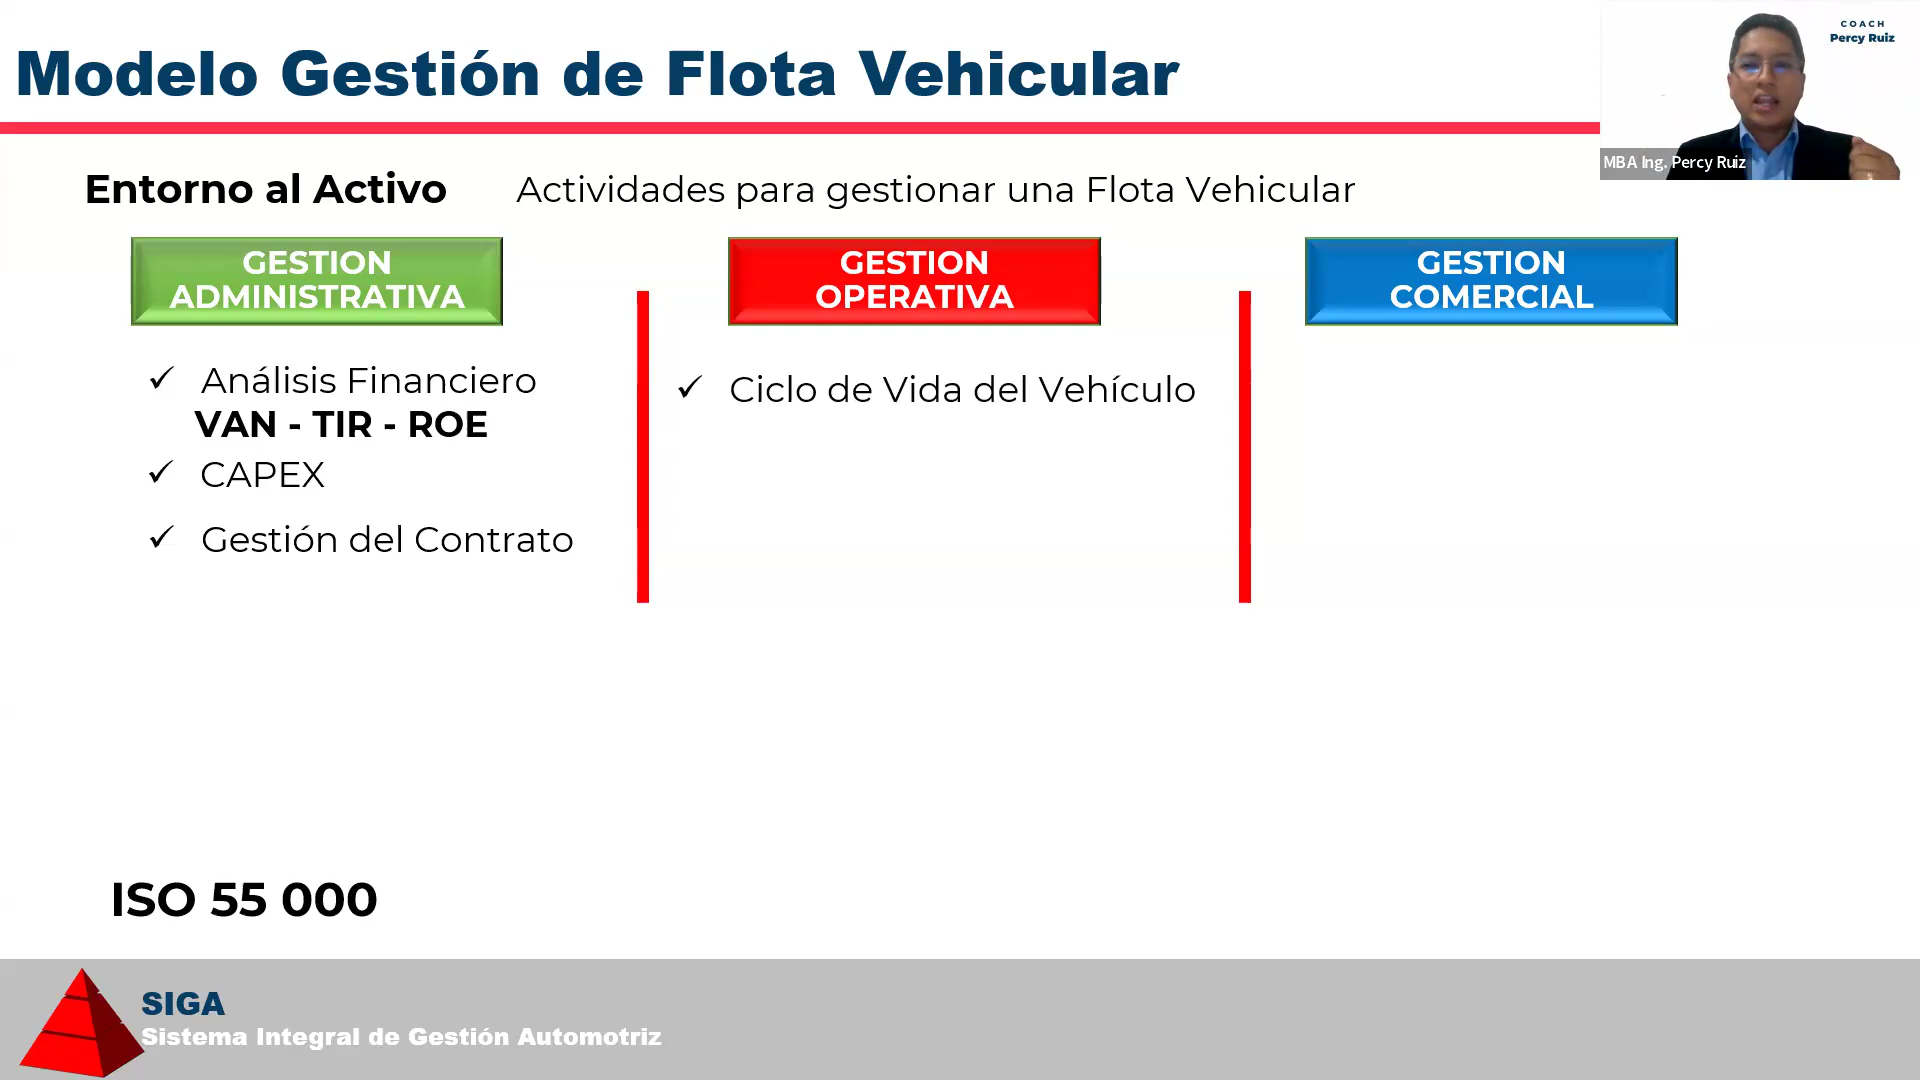 Modelo Gestión de Flota Vehicular
COACH
Percy Ruiz
MBA Ing. Percy Ruiz
Entorno al Activo
Actividades para gestionar una Flota Vehicular
GESTION
ADMINISTRATIVA
✓ Análisis Financiero
VAN - TIR - ROE
✓ CAPEX
✓ Gestión del Contrato
GESTION
OPERATIVA
✓ Ciclo de Vida del Vehículo
GESTION
COMERCIAL
ISO 55 000
SIGA
Sistema Integral de Gestión Automotriz